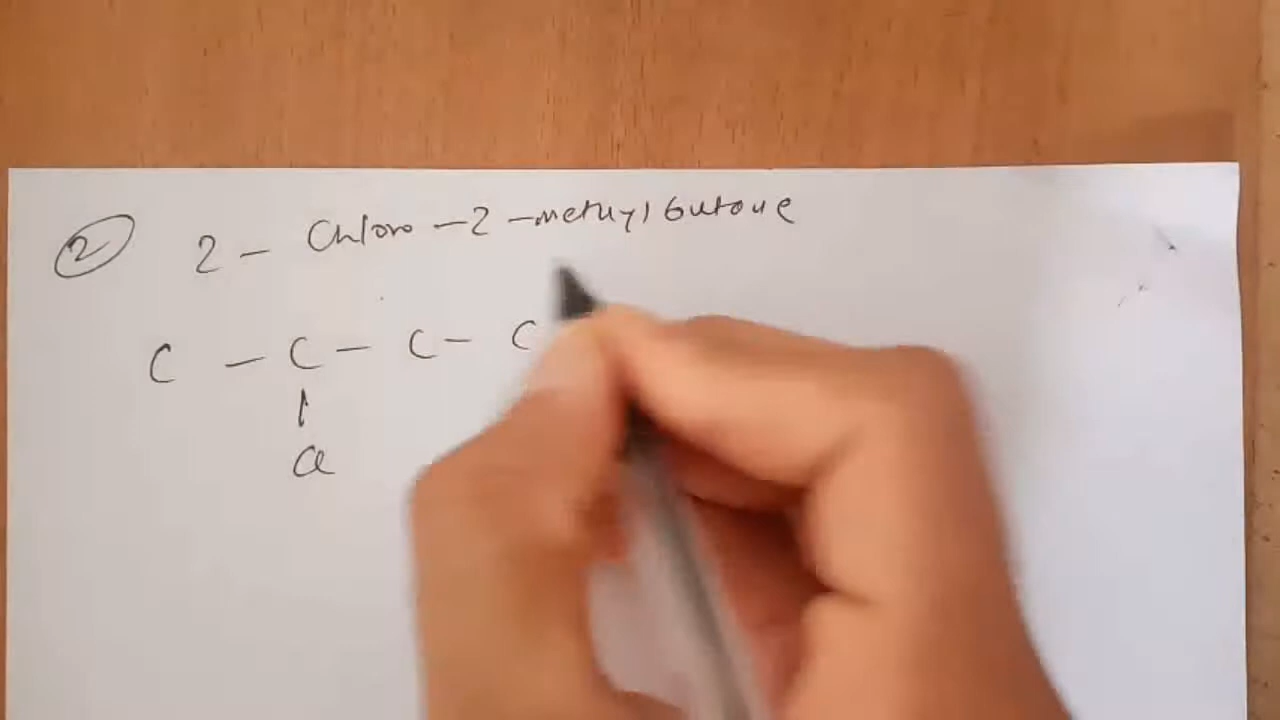 2 2 - Chloro - 2 - methyl butane
C - C - C - C
Cl